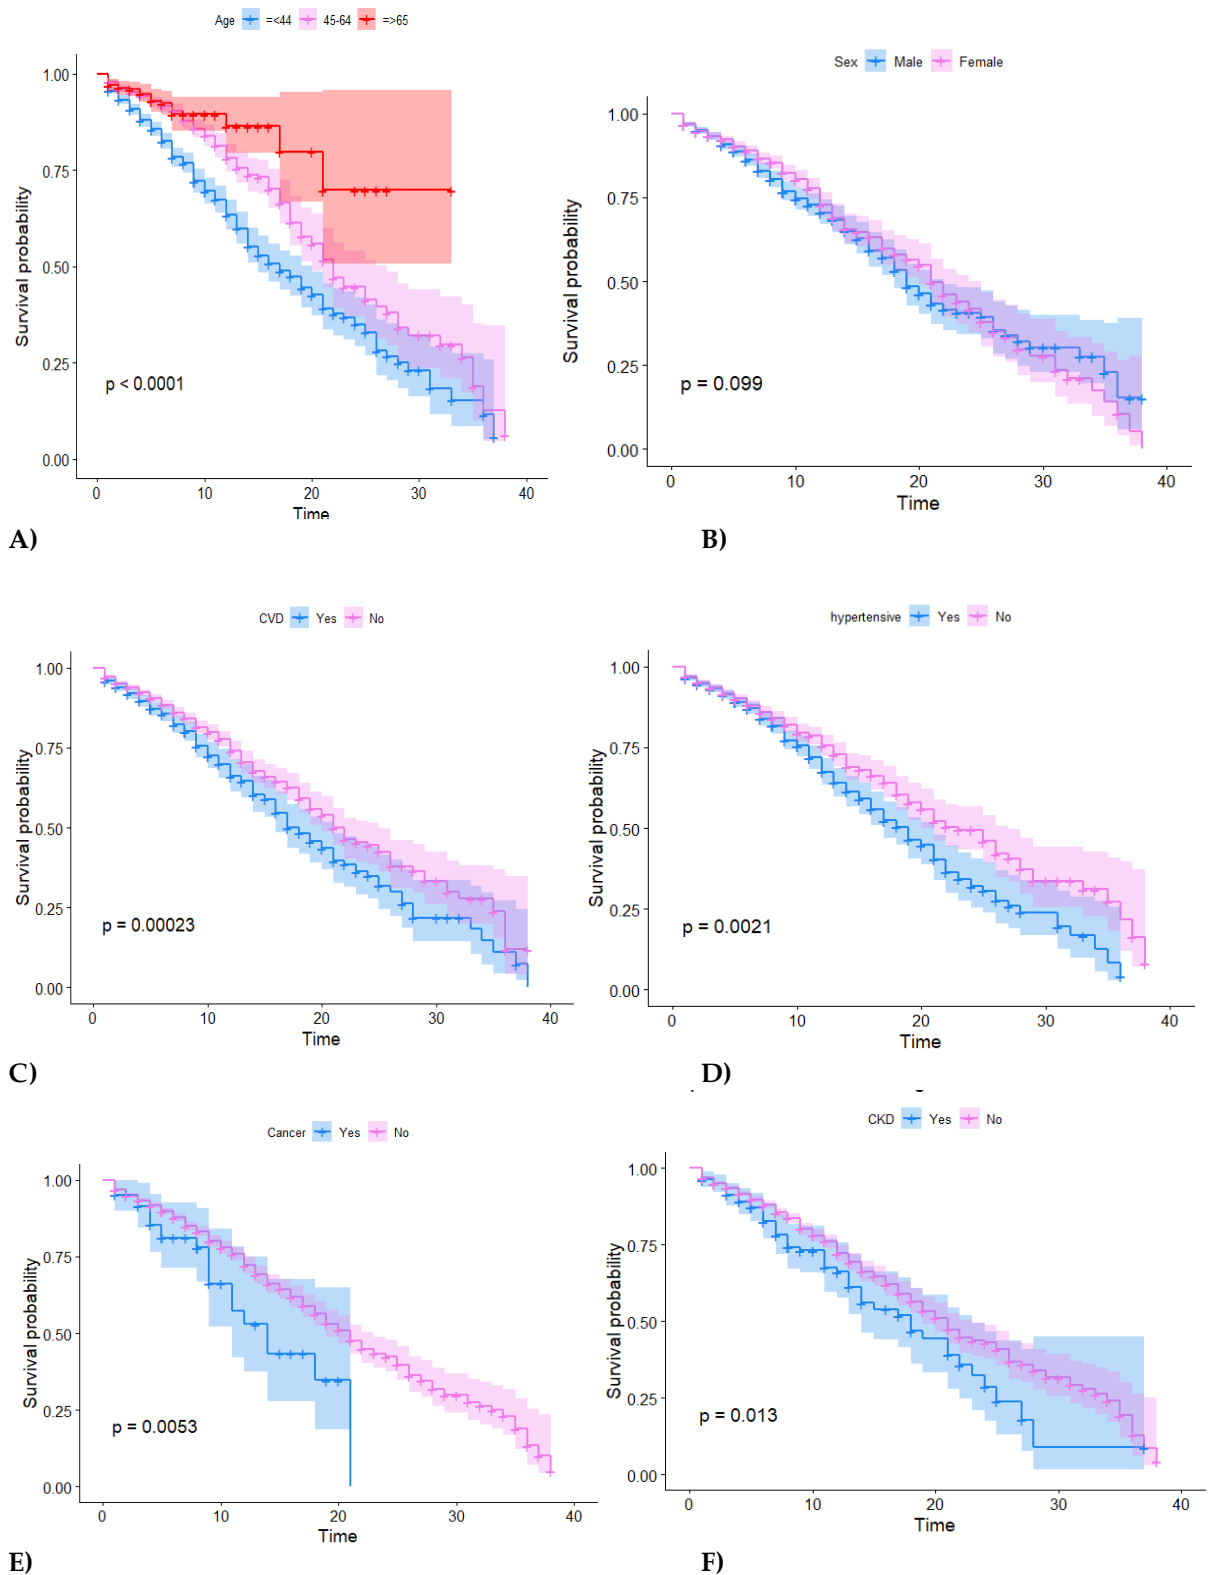 Age =<44 45-64 =>65
Survival probability
1.00
0.75
0.50
0.25
0.00
p < 0.0001
0 10 20 30 40
Time
A)
Sex Male Female
Survival probability
1.00
0.75
0.50
0.25
0.00
p = 0.099
0 10 20 30 40
Time
B)
CVD Yes No
Survival probability
1.00
0.75
0.50
0.25
0.00
p = 0.00023
0 10 20 30 40
Time
C)
hypertensive Yes No
Survival probability
1.00
0.75
0.50
0.25
0.00
p = 0.0021
0 10 20 30 40
Time
D)
Cancer Yes No
Survival probability
1.00
0.75
0.50
0.25
0.00
p = 0.0053
0 10 20 30 40
Time
E)
CKD Yes No
Survival probability
1.00
0.75
0.50
0.25
0.00
p = 0.013
0 10 20 30 40
Time
F)